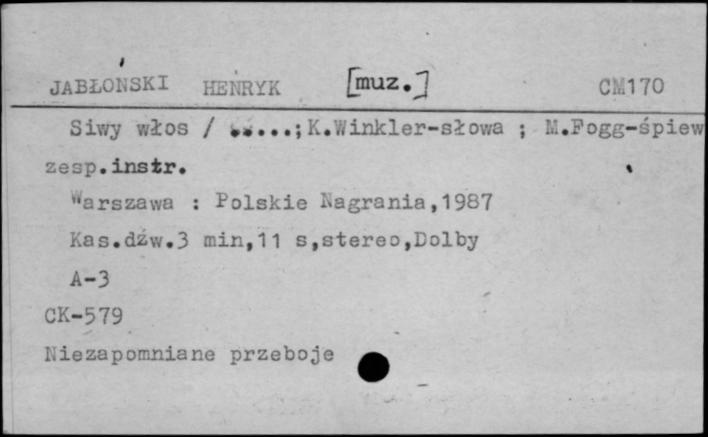 JABŁOŃSKI HENRYK [muz.] CM170
Siwy włos / .....;K.Winkler-słowa ; M.Fogg-śpiew
zesp.instr.
Warszawa : Polskie Nagrania,1987
Kas.dźw.3 min,11 s,stereo,Dolby
A-3
CK-579
Niezapomniane przeboje